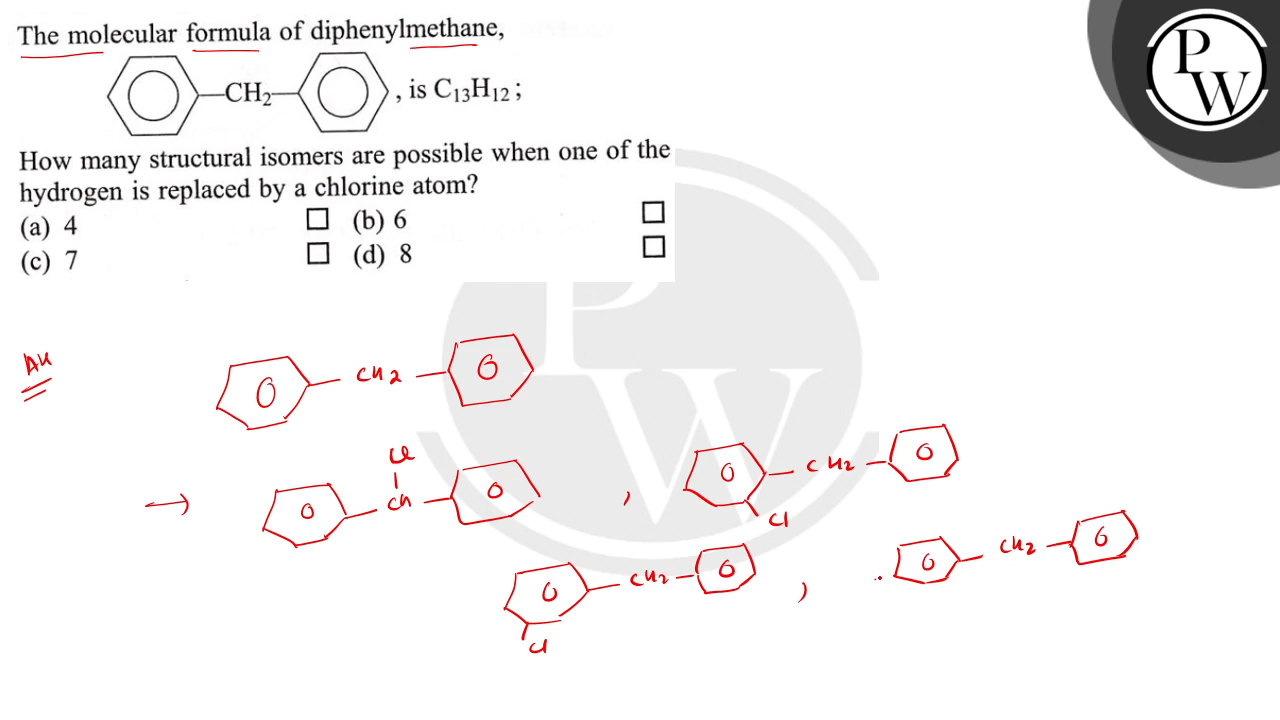 The molecular formula of diphenylmethane,
CH₂ , is C₁₃H₁₂ ;
How many structural isomers are possible when one of the
hydrogen is replaced by a chlorine atom?
(a) 4 (b) 6
(c) 7 (d) 8
PW
CH₂
Cl
CH , CH₂
Cl
CH₂ , CH₂
Cl